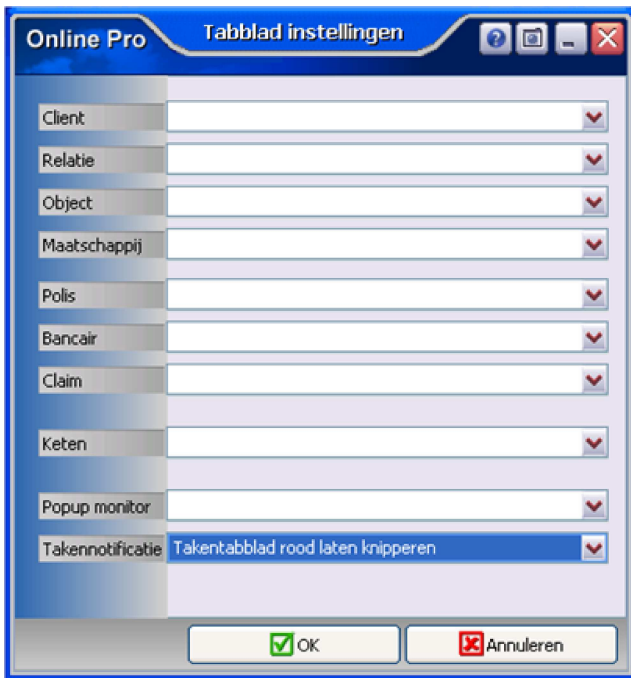 Online Pro
Tabblad instellingen
Client
Relatie
Object
Maatschappij
Polis
Bancair
Claim
Keten
Popup monitor
Takennotificatie Takentabblad rood laten knipperen
OK Annuleren